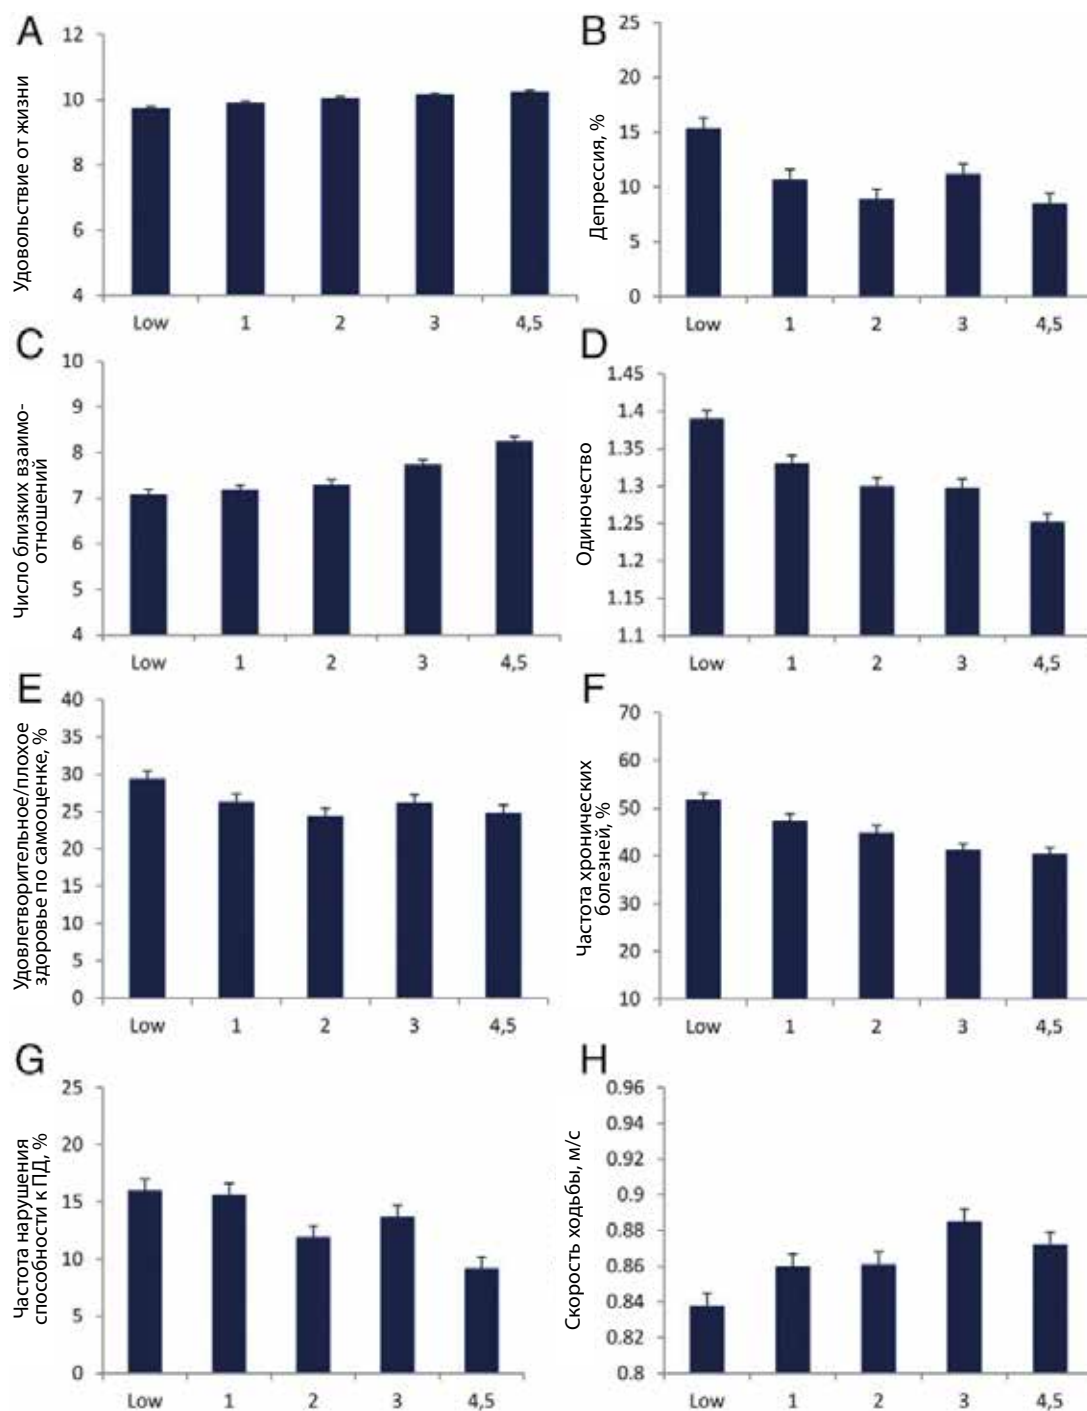 A
12
10
8
6
4
Удовольствие от жизни
Low 1 2 3 4,5
B
25
20
15
10
5
0
Депрессия, %
Low 1 2 3 4,5
C
10
9
8
7
6
5
4
Число близких взаимо-
отношений
Low 1 2 3 4,5
D
1.45
1.4
1.35
1.3
1.25
1.2
1.15
1.1
Одиночество
Low 1 2 3 4,5
E
40
35
30
25
20
15
10
5
0
Удовлетворительное/плохое
здоровье по самооценке, %
Low 1 2 3 4,5
F
70
60
50
40
30
20
10
Частота хронических
болезней, %
Low 1 2 3 4,5
G
25
20
15
10
5
0
Частота нарушения
способности к ПД, %
Low 1 2 3 4,5
H
0.96
0.94
0.92
0.9
0.88
0.86
0.84
0.82
0.8
Скорость ходьбы, м/с
Low 1 2 3 4,5